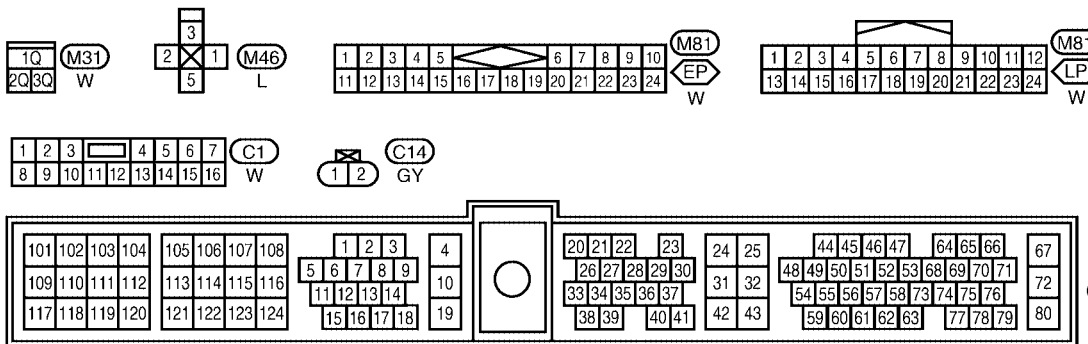 1Q M31
2Q 3Q W
3
2 1 M46
5 L
1 2 3 4 5 6 7 8 9 10 M81
11 12 13 14 15 16 17 18 19 20 21 22 23 24 EP
W
1 2 3 4 5 6 7 8 9 10 11 12 M81
13 14 15 16 17 18 19 20 21 22 23 24 LP
W
1 2 3 4 5 6 7 C1
8 9 10 11 12 13 14 15 16 W
1 2 C14
GY
101 102 103 104 105 106 107 108 1 2 3 4 20 21 22 23 24 25 44 45 46 47 64 65 66 67
5 6 7 8 9 26 27 28 29 30 48 49 50 51 52 53 68 69 70 71
109 110 111 112 113 114 115 116 10 31 32 72
11 12 13 14 33 34 35 36 37 54 55 56 57 58 73 74 75 76
117 118 119 120 121 122 123 124 15 16 17 18 19 38 39 40 41 42 43 59 60 61 62 63 77 78 79 80